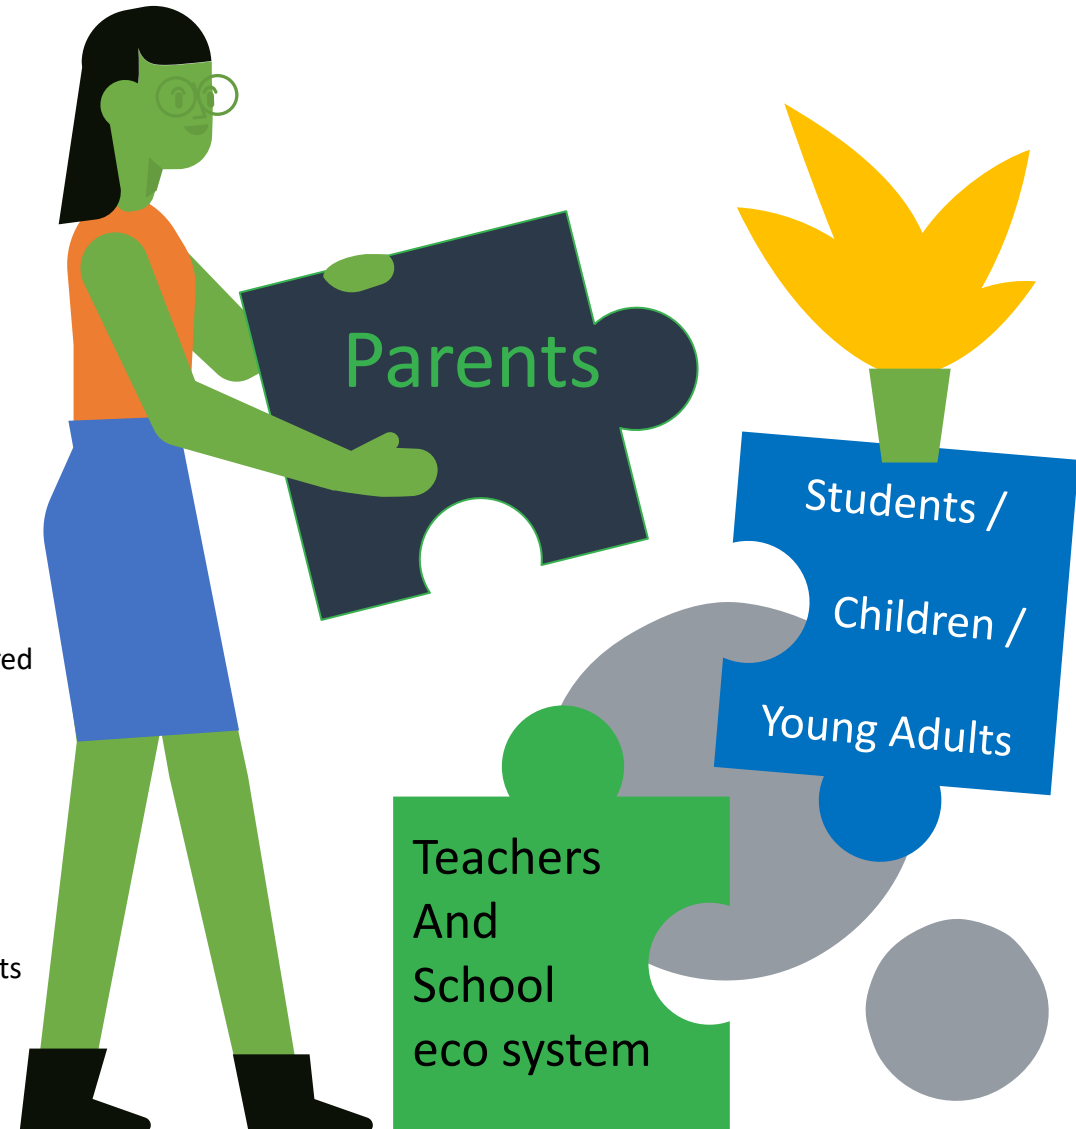 Parents
Students /
Children /
Young Adults
Teachers
And
School
eco system